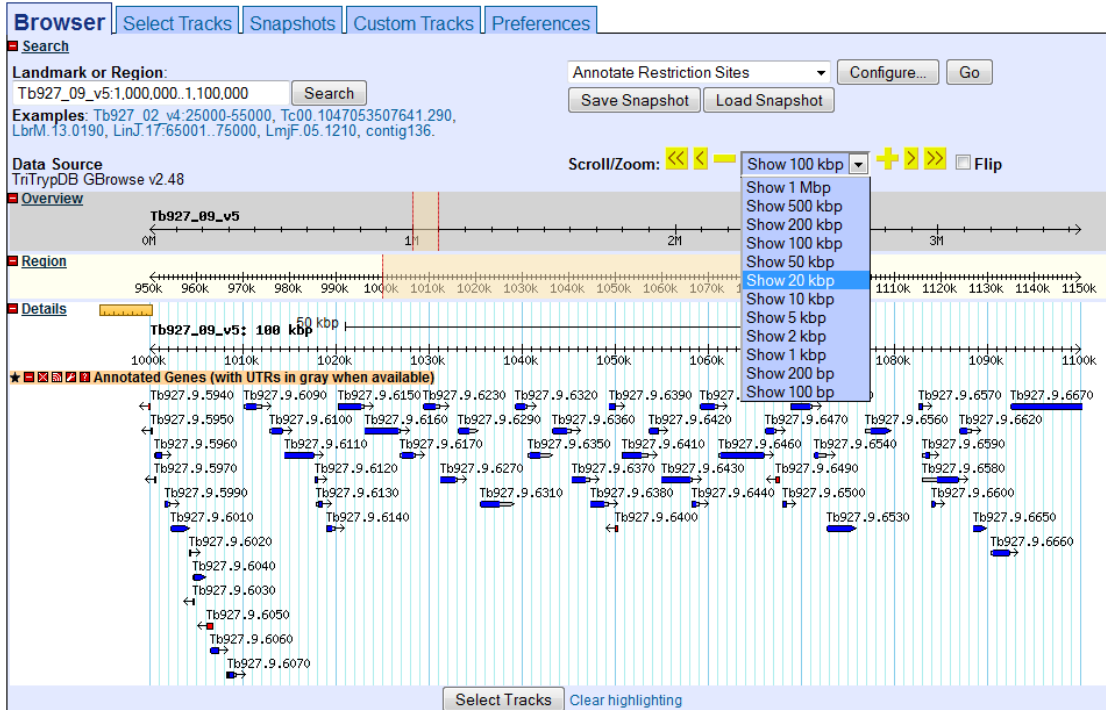 Browser Select Tracks Snapshots Custom Tracks Preferences
Search
Landmark or Region:
Tb927_09_v5:1,000,000..1,100,000 Search
Examples: Tb927_02_v4:25000-55000, Tc00.1047053507641.290,
LbrM.13.0190, LinJ.17:65001..75000, LmjF.05.1210, contig136.
Annotate Restriction Sites Configure... Go
Save Snapshot Load Snapshot
Data Source
TriTrypDB GBrowse v2.48
Scroll/Zoom: Show 100 kbp Flip
Show 1 Mbp
Show 500 kbp
Show 200 kbp
Show 100 kbp
Show 50 kbp
Show 20 kbp
Show 10 kbp
Show 5 kbp
Show 2 kbp
Show 1 kbp
Show 200 bp
Show 100 bp
Overview
Tb927_09_v5
0M 1M 2M 3M
Region
950k 960k 970k 980k 990k 1000k 1010k 1020k 1030k 1040k 1050k 1060k 1070k 1110k 1120k 1130k 1140k 1150k
Details
50 kbp
Tb927_09_v5: 100 kbp
1000k 1010k 1020k 1030k 1040k 1050k 1060k 1080k 1090k 1100k
Annotated Genes (with UTRs in gray when available)
Tb927.9.5940 Tb927.9.6090 Tb927.9.6150 Tb927.9.6230 Tb927.9.6320 Tb927.9.6390 Tb927.9.6570 Tb927.9.6670
Tb927.9.5950 Tb927.9.6100 Tb927.9.6160 Tb927.9.6290 Tb927.9.6360 Tb927.9.6420 Tb927.9.6470 Tb927.9.6560 Tb927.9.6620
Tb927.9.5960 Tb927.9.6110 Tb927.9.6170 Tb927.9.6350 Tb927.9.6410 Tb927.9.6460 Tb927.9.6540 Tb927.9.6590
Tb927.9.5970 Tb927.9.6120 Tb927.9.6270 Tb927.9.6370 Tb927.9.6430 Tb927.9.6490 Tb927.9.6580
Tb927.9.5990 Tb927.9.6130 Tb927.9.6310 Tb927.9.6380 Tb927.9.6440 Tb927.9.6500 Tb927.9.6600
Tb927.9.6010 Tb927.9.6140 Tb927.9.6400 Tb927.9.6530 Tb927.9.6650
Tb927.9.6020 Tb927.9.6660
Tb927.9.6040
Tb927.9.6030
Tb927.9.6050
Tb927.9.6060
Tb927.9.6070
Select Tracks Clear highlighting